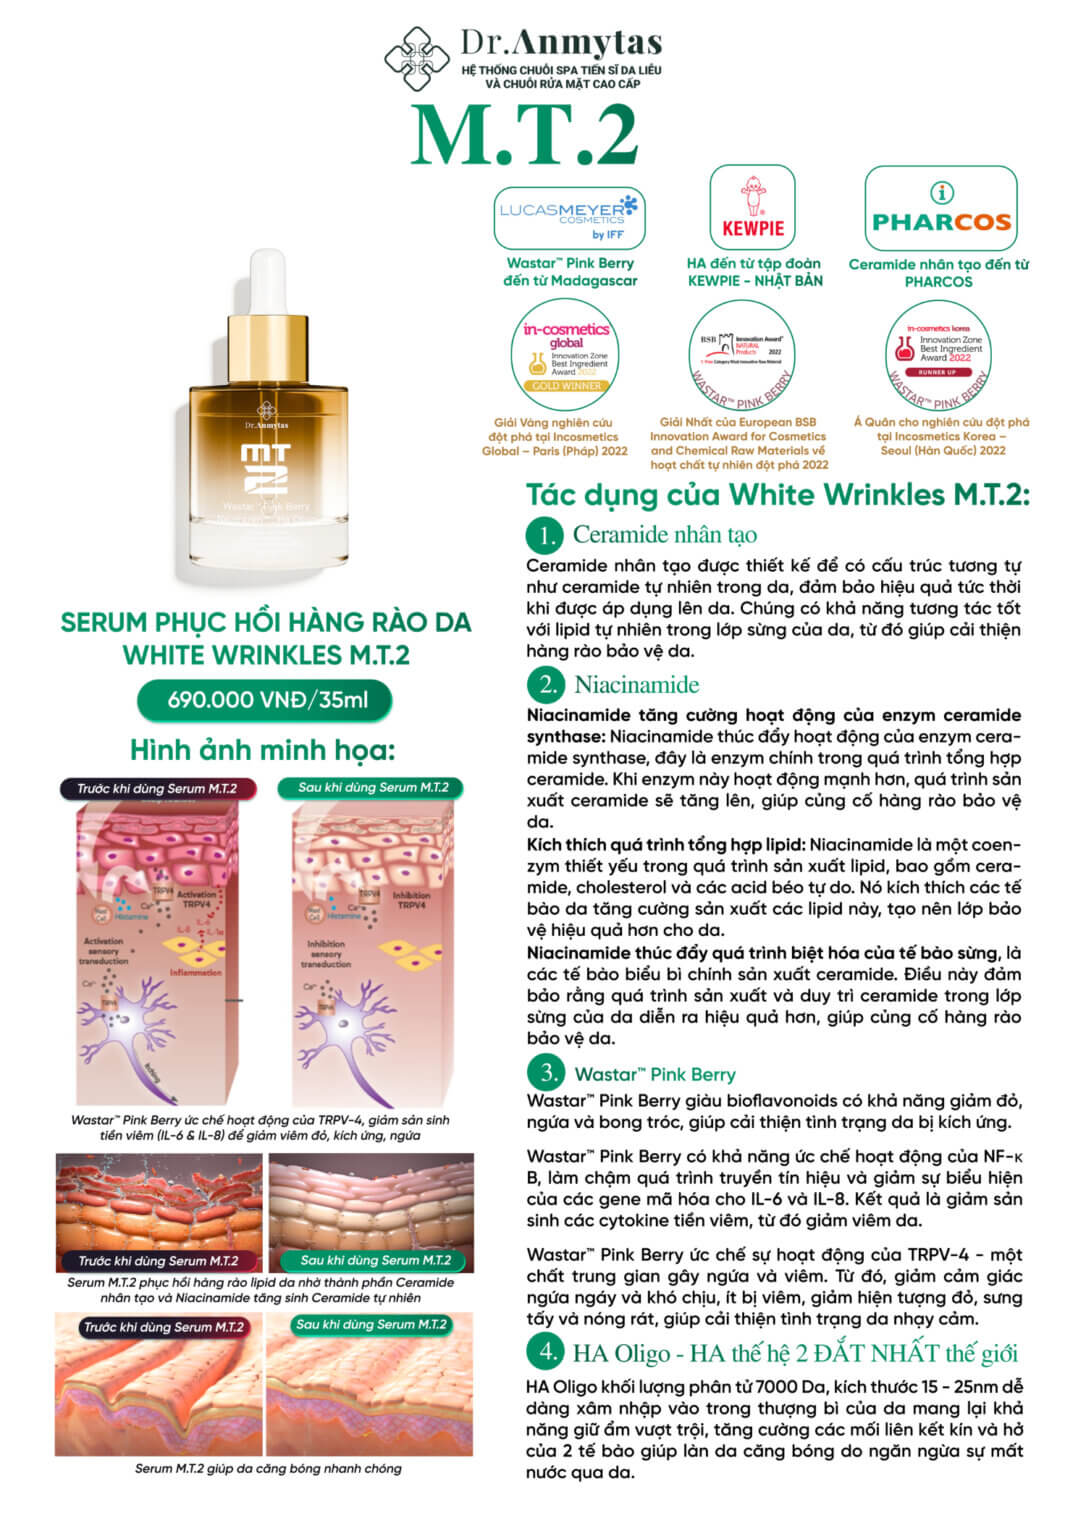 Dr.Anmytas
HỆ THỐNG CHUỖI SPA TIẾN SĨ DA LIỄU
VÀ CHUỖI RỬA MẶT CAO CẤP
M.T.2
LUCASMEYER
COSMETICS
by IFF
Wastar™ Pink Berry
đến từ Madagascar
KEWPIE
HA đến từ tập đoàn
KEWPIE - NHẬT BẢN
PHARCOS
Ceramide nhân tạo đến từ
PHARCOS
in-cosmetics
global
Innovation Zone
Best Ingredient
Award 2022
GOLD WINNER
Giải Vàng nghiên cứu
đột phá tại Incosmetics
Global – Paris (Pháp) 2022
BSB
Innovation Award
NATURAL
Products 2022
WASTAR™ PINK BERRY
Giải Nhất của European BSB
Innovation Award for Cosmetics
and Chemical Raw Materials về
hoạt chất tự nhiên đột phá 2022
in-cosmetics korea
Innovation Zone
Best Ingredient
Award 2022
RUNNER UP
WASTAR™ PINK BERRY
Á Quân cho nghiên cứu đột phá
tại Incosmetics Korea –
Seoul (Hàn Quốc) 2022
Dr.Anmytas
MT
Wastar™ Pink Berry
SERUM PHỤC HỒI HÀNG RÀO DA
WHITE WRINKLES M.T.2
690.000 VNĐ/35ml
Hình ảnh minh họa:
Trước khi dùng Serum M.T.2
Sau khi dùng Serum M.T.2
TRPV4
Activation
TRPV4
Ca²⁺
Histamine
IL-6
IL-1α
Activation
sensory
transduction
Inflammation
Ca²⁺
TRPV4
Itching
TRPV4
Inhibition
TRPV4
Ca²⁺
Histamine
Inhibition
sensory
transduction
Ca²⁺
TRPV4
Wastar™ Pink Berry ức chế hoạt động của TRPV-4, giảm sản sinh
tiền viêm (IL-6 & IL-8) để giảm viêm đỏ, kích ứng, ngứa
Trước khi dùng Serum M.T.2
Sau khi dùng Serum M.T.2
Serum M.T.2 phục hồi hàng rào lipid da nhờ thành phần Ceramide
nhân tạo và Niacinamide tăng sinh Ceramide tự nhiên
Trước khi dùng Serum M.T.2
Sau khi dùng Serum M.T.2
Serum M.T.2 giúp da căng bóng nhanh chóng
Tác dụng của White Wrinkles M.T.2:
1. Ceramide nhân tạo
Ceramide nhân tạo được thiết kế để có cấu trúc tương tự
như ceramide tự nhiên trong da, đảm bảo hiệu quả tức thời
khi được áp dụng lên da. Chúng có khả năng tương tác tốt
với lipid tự nhiên trong lớp sừng của da, từ đó giúp cải thiện
hàng rào bảo vệ da.
2. Niacinamide
Niacinamide tăng cường hoạt động của enzym ceramide
synthase: Niacinamide thúc đẩy hoạt động của enzym cera-
mide synthase, đây là enzym chính trong quá trình tổng hợp
ceramide. Khi enzym này hoạt động mạnh hơn, quá trình sản
xuất ceramide sẽ tăng lên, giúp củng cố hàng rào bảo vệ
da.
Kích thích quá trình tổng hợp lipid: Niacinamide là một coen-
zym thiết yếu trong quá trình sản xuất lipid, bao gồm cera-
mide, cholesterol và các acid béo tự do. Nó kích thích các tế
bào da tăng cường sản xuất các lipid này, tạo nên lớp bảo
vệ hiệu quả hơn cho da.
Niacinamide thúc đẩy quá trình biệt hóa của tế bào sừng, là
các tế bào biểu bì chính sản xuất ceramide. Điều này đảm
bảo rằng quá trình sản xuất và duy trì ceramide trong lớp
sừng của da diễn ra hiệu quả hơn, giúp củng cố hàng rào
bảo vệ da.
3. Wastar™ Pink Berry
Wastar™ Pink Berry giàu bioflavonoids có khả năng giảm đỏ,
ngứa và bong tróc, giúp cải thiện tình trạng da bị kích ứng.
Wastar™ Pink Berry có khả năng ức chế hoạt động của NF-κ
B, làm chậm quá trình truyền tín hiệu và giảm sự biểu hiện
của các gene mã hóa cho IL-6 và IL-8. Kết quả là giảm sản
sinh các cytokine tiền viêm, từ đó giảm viêm da.
Wastar™ Pink Berry ức chế sự hoạt động của TRPV-4 - một
chất trung gian gây ngứa và viêm. Từ đó, giảm cảm giác
ngứa ngáy và khó chịu, ít bị viêm, giảm hiện tượng đỏ, sưng
tấy và nóng rát, giúp cải thiện tình trạng da nhạy cảm.
4. HA Oligo - HA thế hệ 2 ĐẮT NHẤT thế giới
HA Oligo khối lượng phân tử 7000 Da, kích thước 15 - 25nm dễ
dàng xâm nhập vào trong thượng bì của da mang lại khả
năng giữ ẩm vượt trội, tăng cường các mối liên kết kín và hở
của 2 tế bào giúp làn da căng bóng do ngăn ngừa sự mất
nước qua da.